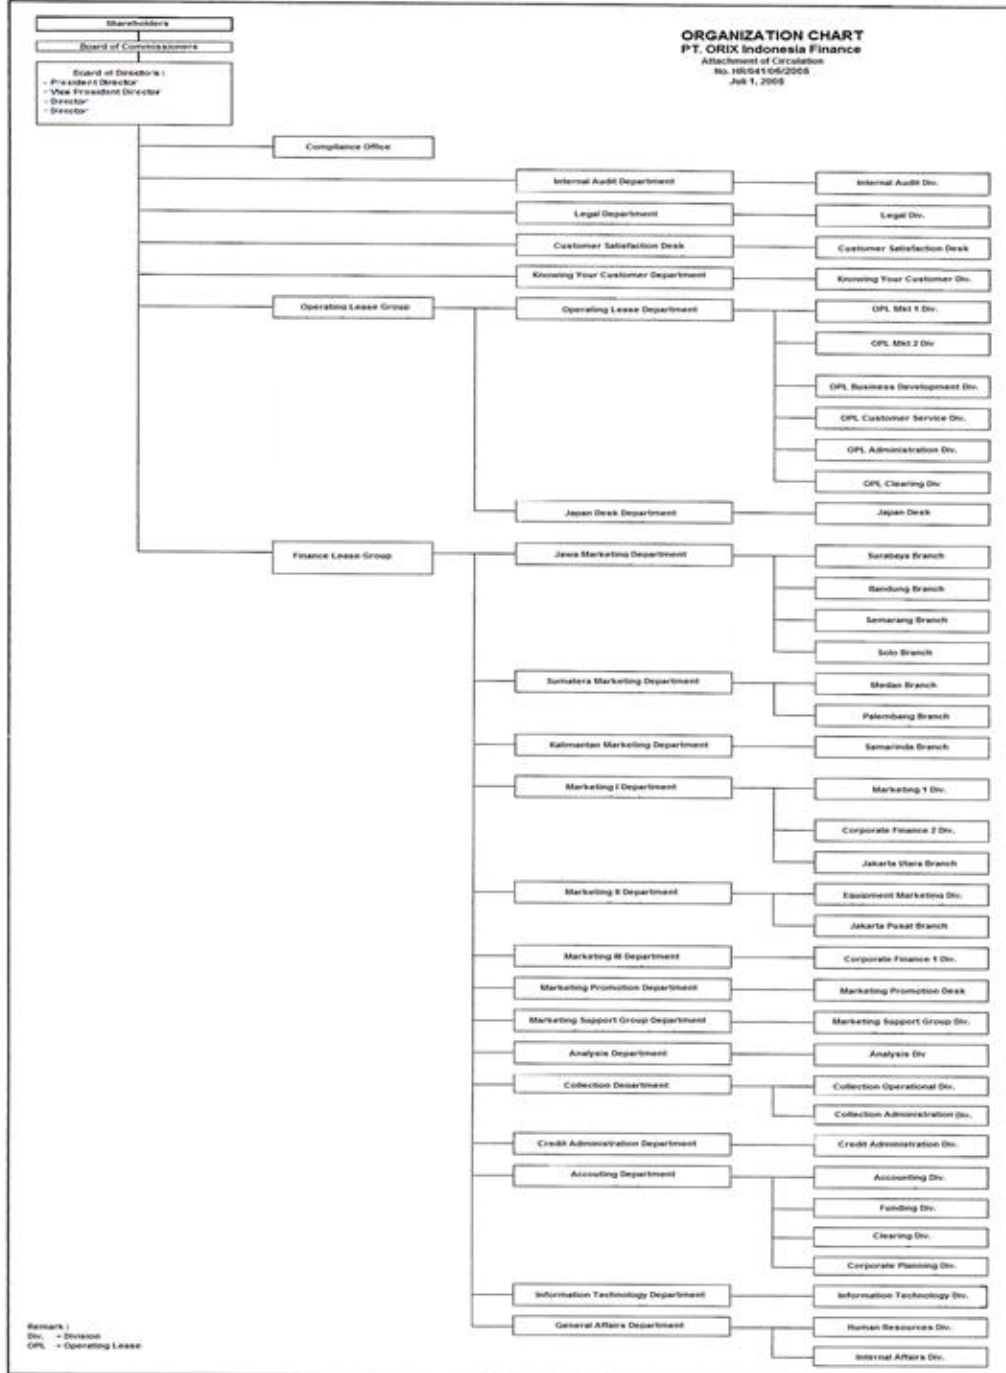 Shareholders
Board of Commissioners
Board of Directors :
- President Director
- Vice President Director
- Director
- Director
ORGANIZATION CHART
PT. ORIX Indonesia Finance
Attachment of Circulation
Compliance Office
Internal Audit Department
Internal Audit Div.
Legal Department
Legal Div.
Customer Satisfaction Desk
Customer Satisfaction Desk
Knowing Your Customer Department
Knowing Your Customer Div.
Operating Lease Group
Operating Lease Department
OPL Mkt 1 Div.
OPL Mkt 2 Div
OPL Business Development Div.
OPL Customer Service Div.
OPL Administration Div.
OPL Clearing Div
Japan Desk Department
Japan Desk
Finance Lease Group
Jawa Marketing Department
Surabaya Branch
Bandung Branch
Semarang Branch
Solo Branch
Sumatera Marketing Department
Medan Branch
Palembang Branch
Kalimantan Marketing Department
Samarinda Branch
Marketing I Department
Marketing 1 Div.
Corporate Finance 2 Div.
Jakarta Utara Branch
Marketing II Department
Equipment Marketing Div.
Jakarta Pusat Branch
Marketing III Department
Corporate Finance 1 Div.
Marketing Promotion Department
Marketing Promotion Desk
Marketing Support Group Department
Marketing Support Group Div.
Analysis Department
Analysis Div
Collection Department
Collection Operational Div.
Collection Administration Div.
Credit Administration Department
Credit Administration Div.
Accouting Department
Accounting Div.
Funding Div.
Clearing Div.
Corporate Planning Div.
Information Technology Department
Information Technology Div.
General Affairs Department
Human Resources Div.
Internal Affairs Div.
Remark :
Div. = Division
OPL = Operating Lease